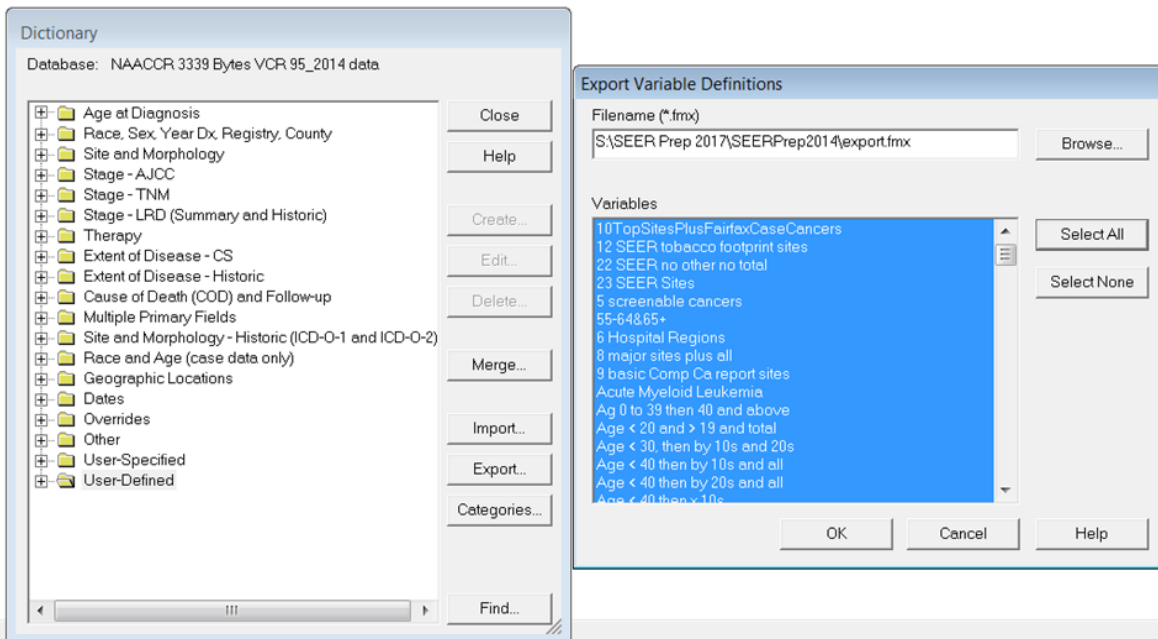 Dictionary
Database: NAACCR 3339 Bytes VCR 95_2014 data
Age at Diagnosis
Race, Sex, Year Dx, Registry, County
Site and Morphology
Stage - AJCC
Stage - TNM
Stage - LRD (Summary and Historic)
Therapy
Extent of Disease - CS
Extent of Disease - Historic
Cause of Death (COD) and Follow-up
Multiple Primary Fields
Site and Morphology - Historic (ICD-O-1 and ICD-O-2)
Race and Age (case data only)
Geographic Locations
Dates
Overrides
Other
User-Specified
User-Defined
Close
Help
Create...
Edit...
Delete...
Merge...
Import...
Export...
Categories...
Find...
Export Variable Definitions
Filename (*.fmx)
S:\SEER Prep 2017\SEERPrep2014\export.fmx
Browse...
Variables
10TopSitesPlusFairfaxCaseCancers
12 SEER tobacco footprint sites
22 SEER no other no total
23 SEER Sites
5 screenable cancers
55-64&65+
6 Hospital Regions
8 major sites plus all
9 basic Comp Ca report sites
Acute Myeloid Leukemia
Ag 0 to 39 then 40 and above
Age < 20 and > 19 and total
Age < 30, then by 10s and 20s
Age < 40 then by 10s and all
Age < 40 then by 20s and all
Age < 40 then x 10s
Select All
Select None
OK
Cancel
Help